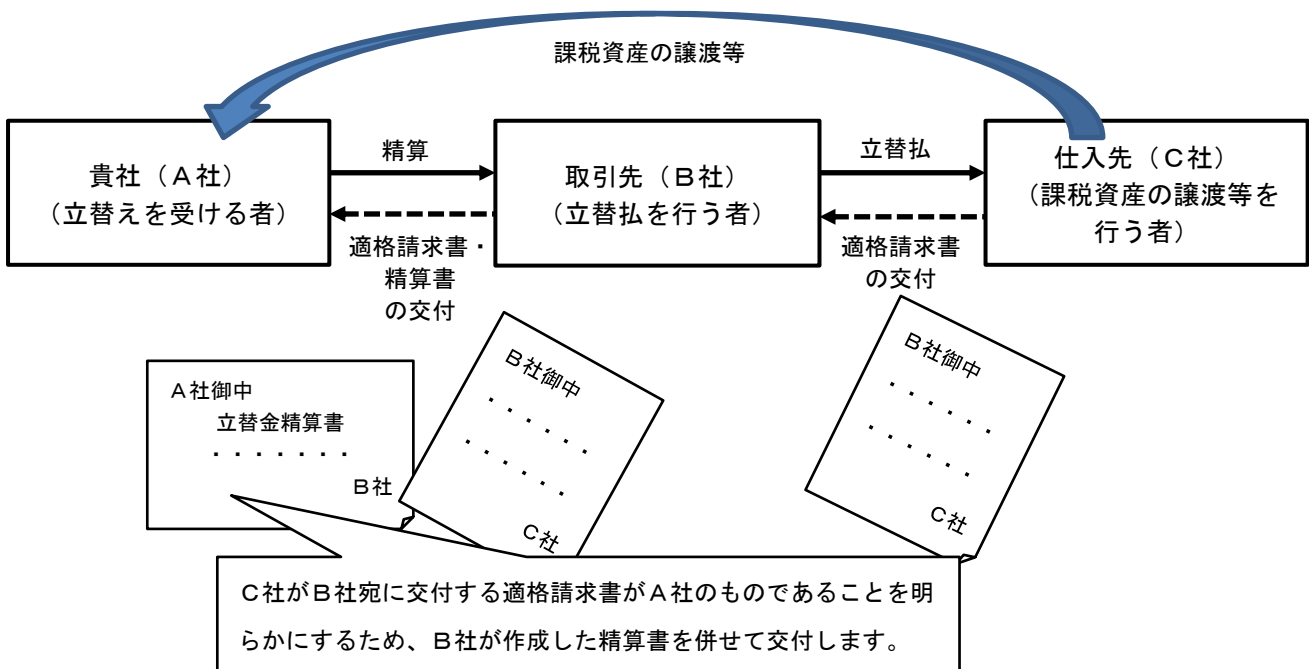 課税資産の譲渡等
貴社（Ａ社）
（立替えを受ける者）
精算
適格請求書・
精算書
の交付
取引先（Ｂ社）
（立替払を行う者）
立替払
適格請求書
の交付
仕入先（Ｃ社）
（課税資産の譲渡等を
行う者）
Ａ社御中
立替金精算書
・・・・・・・
Ｂ社
Ｂ社御中
・・・・・・
・・・・・・
Ｃ社
Ｂ社御中
・・・・・・
・・・・・・
Ｃ社
Ｃ社がＢ社宛に交付する適格請求書がＡ社のものであることを明
らかにするため、Ｂ社が作成した精算書を併せて交付します。